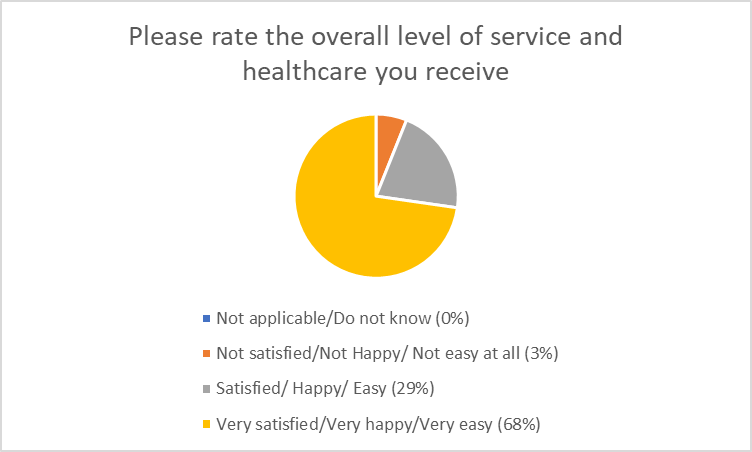 Please rate the overall level of service and
healthcare you receive
Not applicable/Do not know (0%)
Not satisfied/Not Happy/ Not easy at all (3%)
Satisfied/ Happy/ Easy (29%)
Very satisfied/Very happy/Very easy (68%)